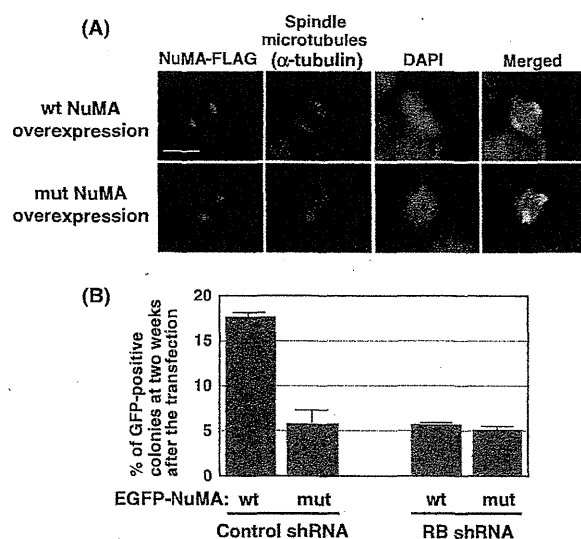 (A)
Spindle
microtubules
NuMA-FLAG (α-tubulin) DAPI Merged
wt NuMA
overexpression
mut NuMA
overexpression
(B)
% of GFP-positive
colonies at two weeks
after the transfection
20
15
10
5
0
EGFP-NuMA: wt mut wt mut
Control shRNA RB shRNA